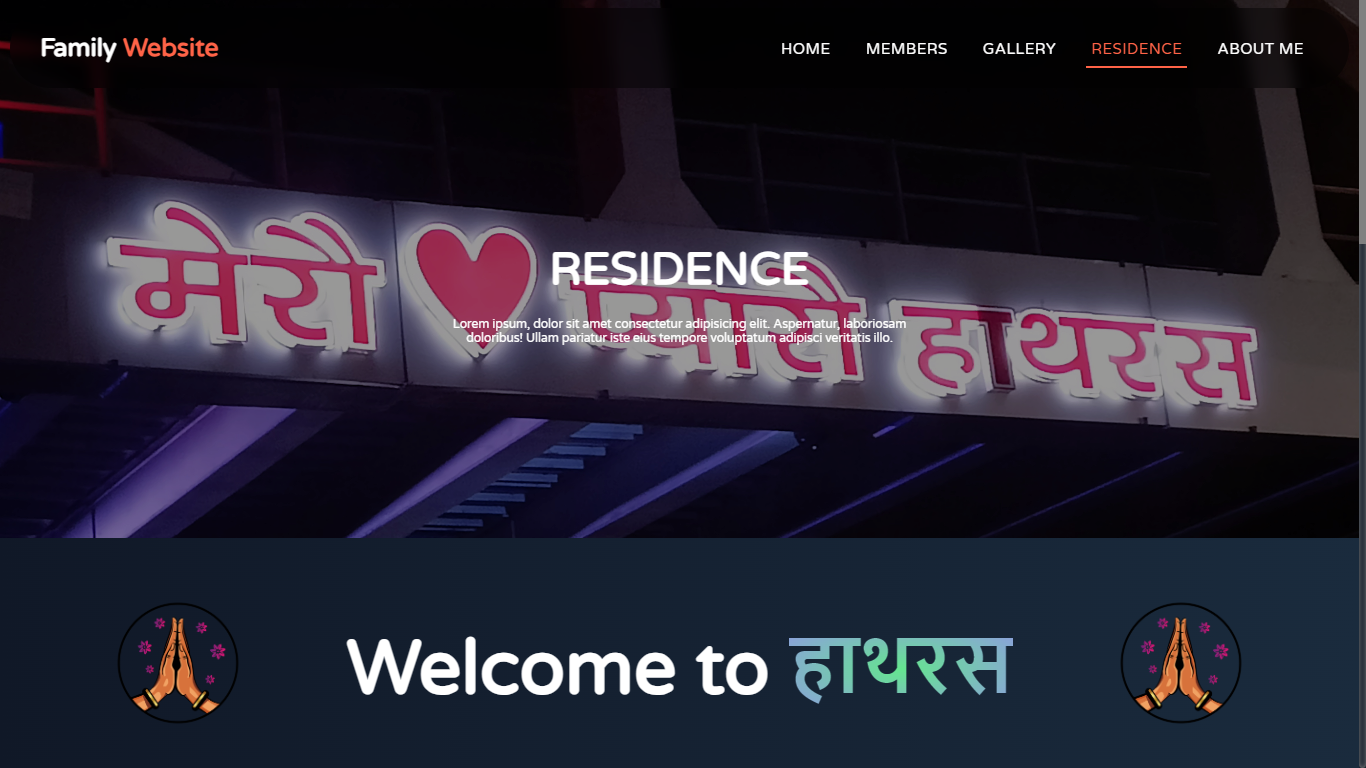 Family Website
HOME MEMBERS GALLERY RESIDENCE ABOUT ME
मेरौ प्यारौ हाथरस
RESIDENCE
Lorem ipsum, dolor sit amet consectetur adipisicing elit. Aspernatur, laboriosam
doloribus! Ullam pariatur iste eius tempore voluptatum adipisci veritatis illo.
Welcome to हाथरस